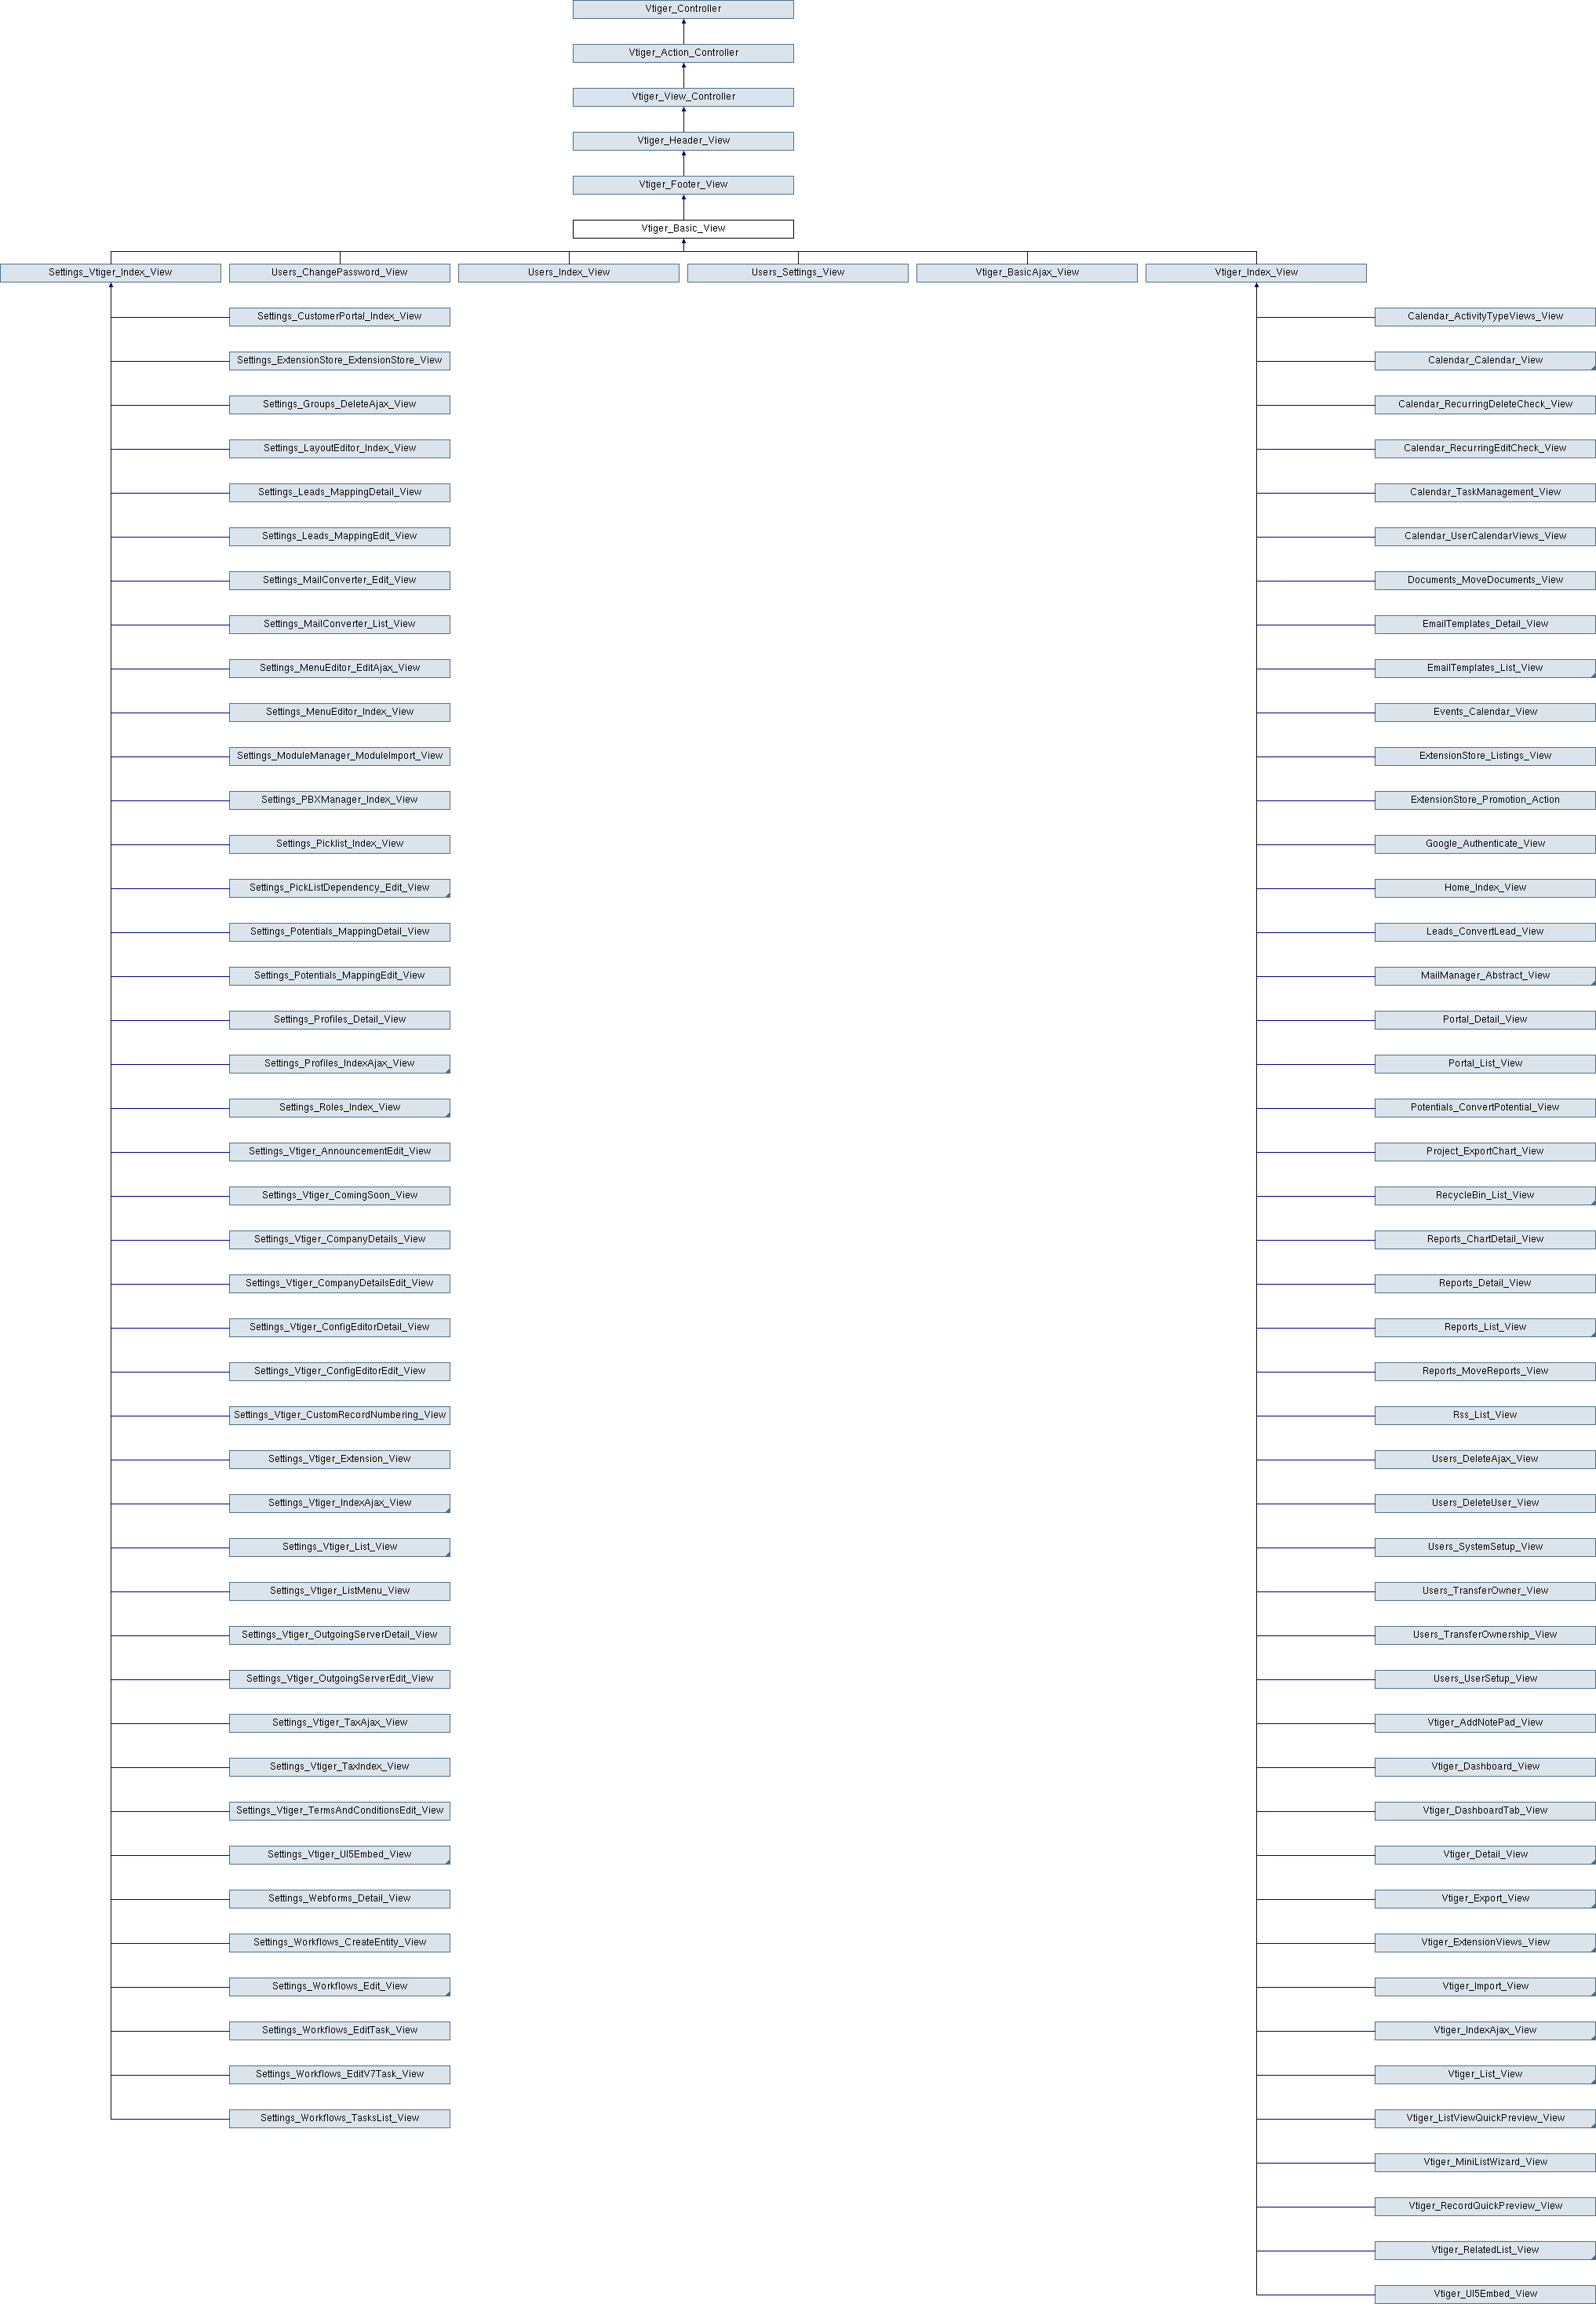 Vtiger_Controller
Vtiger_Action_Controller
Vtiger_View_Controller
Vtiger_Header_View
Vtiger_Footer_View
Vtiger_Basic_View
Settings_Vtiger_Index_View
Users_ChangePassword_View
Users_Index_View
Users_Settings_View
Vtiger_BasicAjax_View
Vtiger_Index_View
Settings_CustomerPortal_Index_View
Settings_ExtensionStore_ExtensionStore_View
Settings_Groups_DeleteAjax_View
Settings_LayoutEditor_Index_View
Settings_Leads_MappingDetail_View
Settings_Leads_MappingEdit_View
Settings_MailConverter_Edit_View
Settings_MailConverter_List_View
Settings_MenuEditor_EditAjax_View
Settings_MenuEditor_Index_View
Settings_ModuleManager_ModuleImport_View
Settings_PBXManager_Index_View
Settings_Picklist_Index_View
Settings_PickListDependency_Edit_View
Settings_Potentials_MappingDetail_View
Settings_Potentials_MappingEdit_View
Settings_Profiles_Detail_View
Settings_Profiles_IndexAjax_View
Settings_Roles_Index_View
Settings_Vtiger_AnnouncementEdit_View
Settings_Vtiger_ComingSoon_View
Settings_Vtiger_CompanyDetails_View
Settings_Vtiger_CompanyDetailsEdit_View
Settings_Vtiger_ConfigEditorDetail_View
Settings_Vtiger_ConfigEditorEdit_View
Settings_Vtiger_CustomRecordNumbering_View
Settings_Vtiger_Extension_View
Settings_Vtiger_IndexAjax_View
Settings_Vtiger_List_View
Settings_Vtiger_ListMenu_View
Settings_Vtiger_OutgoingServerDetail_View
Settings_Vtiger_OutgoingServerEdit_View
Settings_Vtiger_TaxAjax_View
Settings_Vtiger_TaxIndex_View
Settings_Vtiger_TermsAndConditionsEdit_View
Settings_Vtiger_UI5Embed_View
Settings_Webforms_Detail_View
Settings_Workflows_CreateEntity_View
Settings_Workflows_Edit_View
Settings_Workflows_EditTask_View
Settings_Workflows_EditV7Task_View
Settings_Workflows_TasksList_View
Calendar_ActivityTypeViews_View
Calendar_Calendar_View
Calendar_RecurringDeleteCheck_View
Calendar_RecurringEditCheck_View
Calendar_TaskManagement_View
Calendar_UserCalendarViews_View
Documents_MoveDocuments_View
EmailTemplates_Detail_View
EmailTemplates_List_View
Events_Calendar_View
ExtensionStore_Listings_View
ExtensionStore_Promotion_Action
Google_Authenticate_View
Home_Index_View
Leads_ConvertLead_View
MailManager_Abstract_View
Portal_Detail_View
Portal_List_View
Potentials_ConvertPotential_View
Project_ExportChart_View
RecycleBin_List_View
Reports_ChartDetail_View
Reports_Detail_View
Reports_List_View
Reports_MoveReports_View
Rss_List_View
Users_DeleteAjax_View
Users_DeleteUser_View
Users_SystemSetup_View
Users_TransferOwner_View
Users_TransferOwnership_View
Users_UserSetup_View
Vtiger_AddNotePad_View
Vtiger_Dashboard_View
Vtiger_DashboardTab_View
Vtiger_Detail_View
Vtiger_Export_View
Vtiger_ExtensionViews_View
Vtiger_Import_View
Vtiger_IndexAjax_View
Vtiger_List_View
Vtiger_ListViewQuickPreview_View
Vtiger_MiniListWizard_View
Vtiger_RecordQuickPreview_View
Vtiger_RelatedList_View
Vtiger_UI5Embed_View